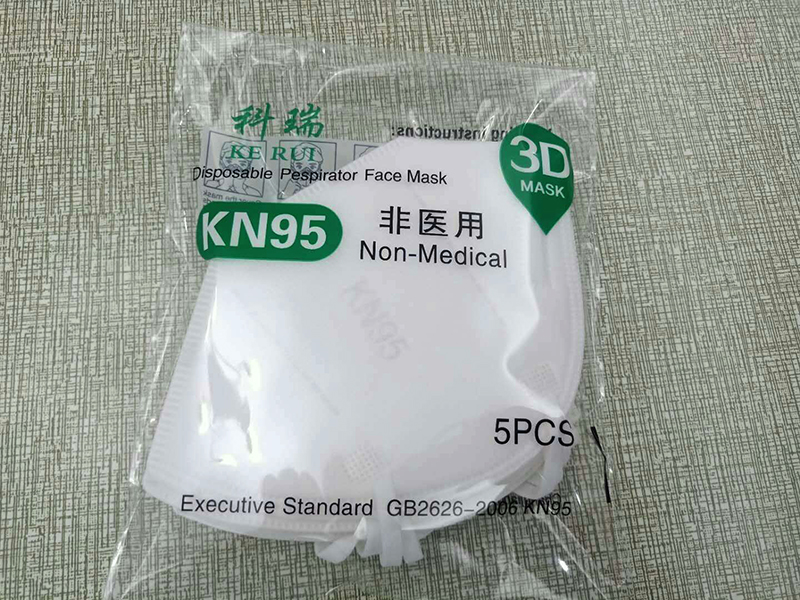 科瑞
KE RUI
Disposable Pespirator Face Mask
3D
MASK
KN95
非医用
Non-Medical
KN95
5PCS
Executive Standard GB2626-2006 KN95